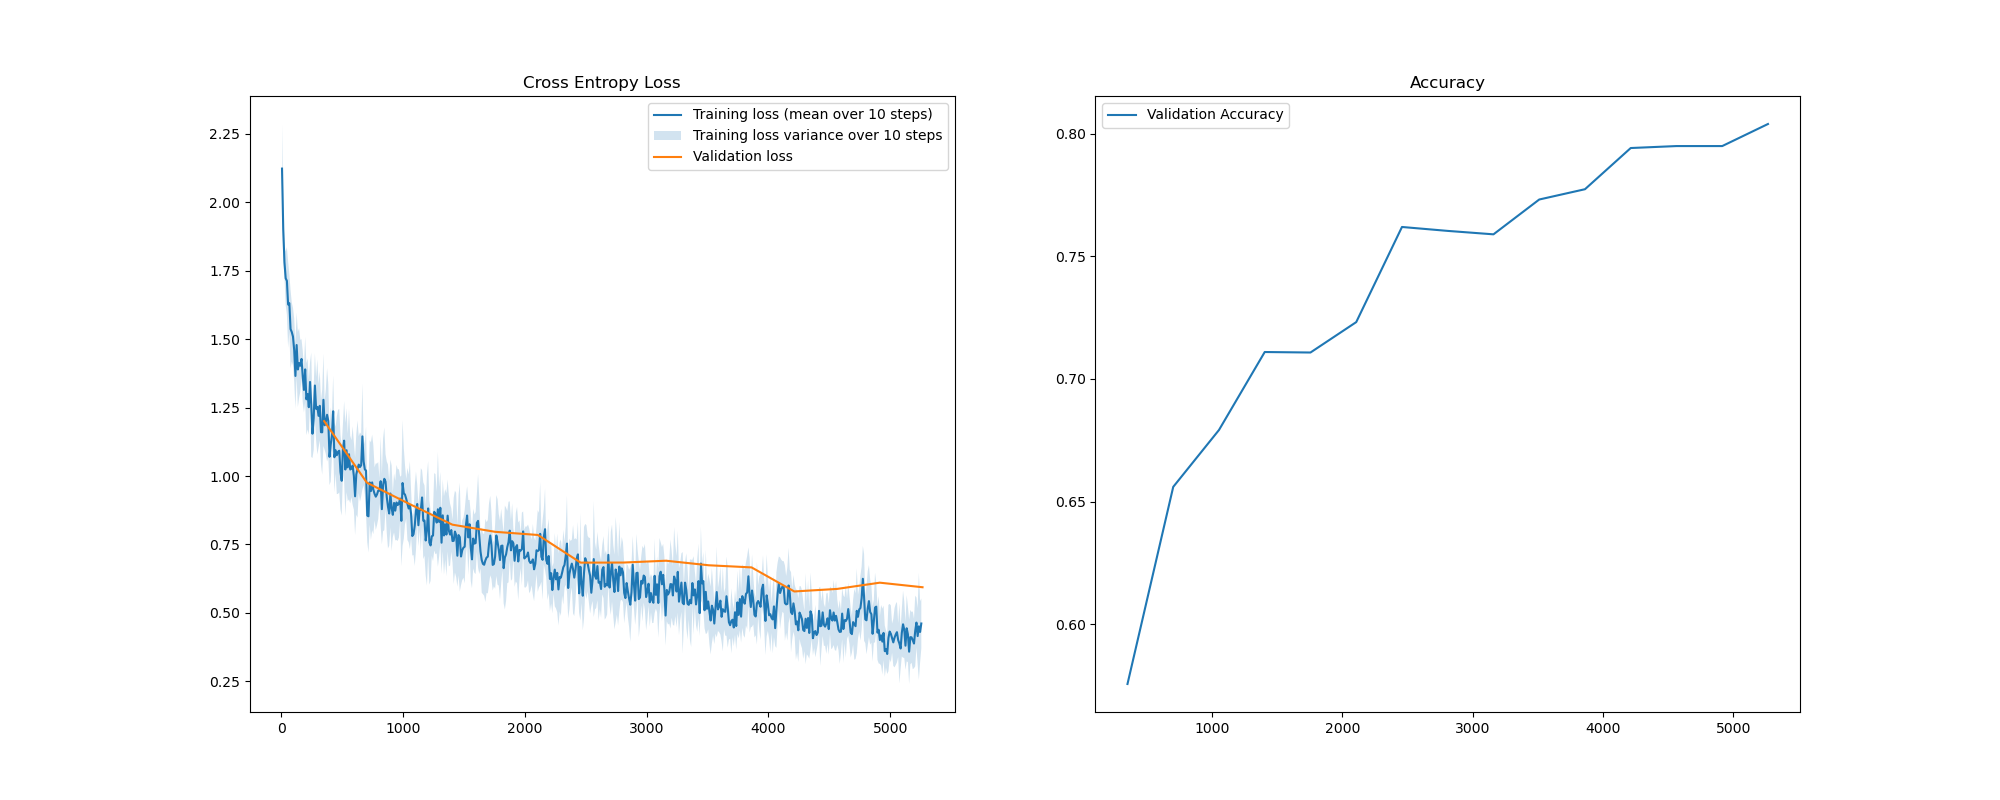 Cross Entropy Loss
Training loss (mean over 10 steps)
Training loss variance over 10 steps
Validation loss
2.25
2.00
1.75
1.50
1.25
1.00
0.75
0.50
0.25
0 1000 2000 3000 4000 5000
Accuracy
Validation Accuracy
0.80
0.75
0.70
0.65
0.60
1000 2000 3000 4000 5000